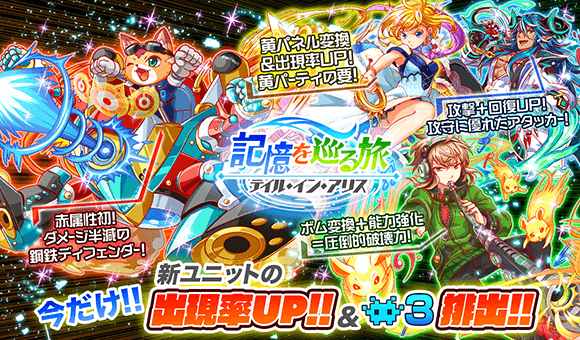 黄パネル変換
&出現率UP!
黄パーティの要!
攻撃+回復UP!
攻守に優れたアタッカー!
記憶を巡る旅
テイル・イン・アリス
赤属性初!
ダメージ半減の
鋼鉄ディフェンダー!
ボム変換+能力強化
=圧倒的破壊力!
今だけ!! 新ユニットの
出現率UP!! & 3 排出!!